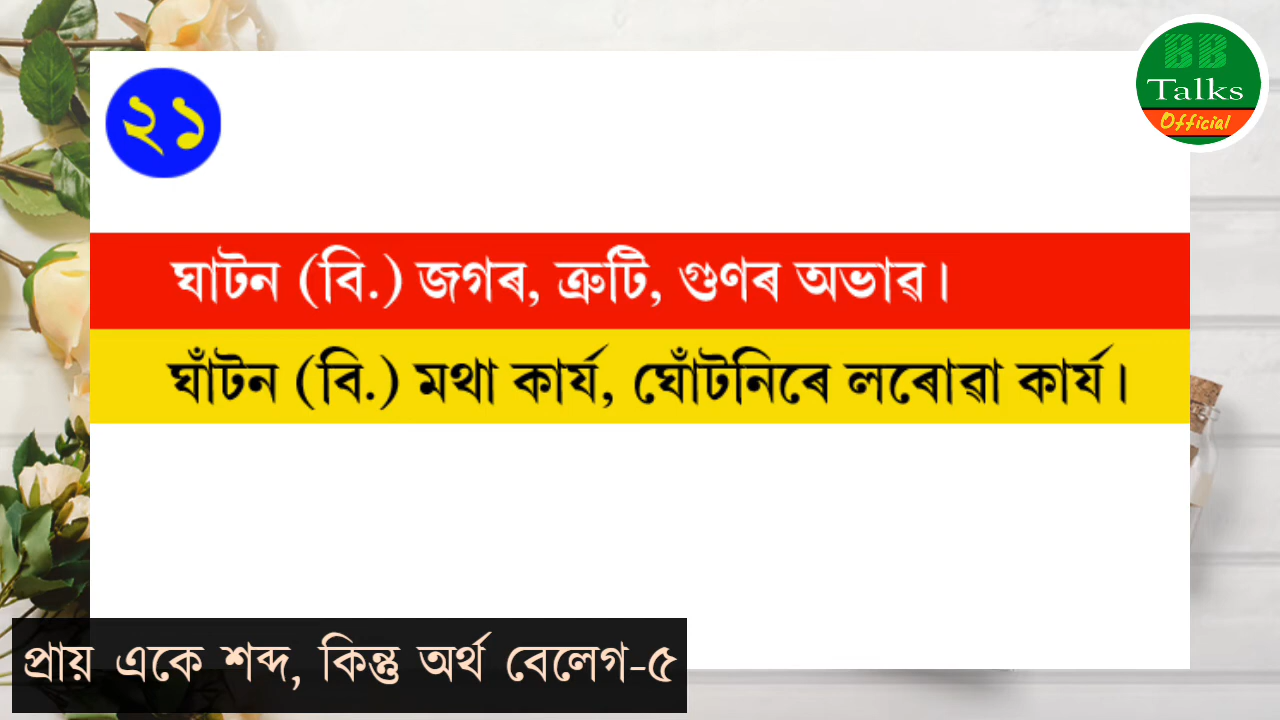 BB
Talks
Official
২১
ঘাটন (বি.) জগৰ, ত্ৰুটি, গুণৰ অভাৱ।
ঘাঁটন (বি.) মথা কাৰ্য, ঘোঁটনিৰে লৰোৱা কাৰ্য।
প্ৰায় একে শব্দ, কিন্তু অৰ্থ বেলেগ-৫